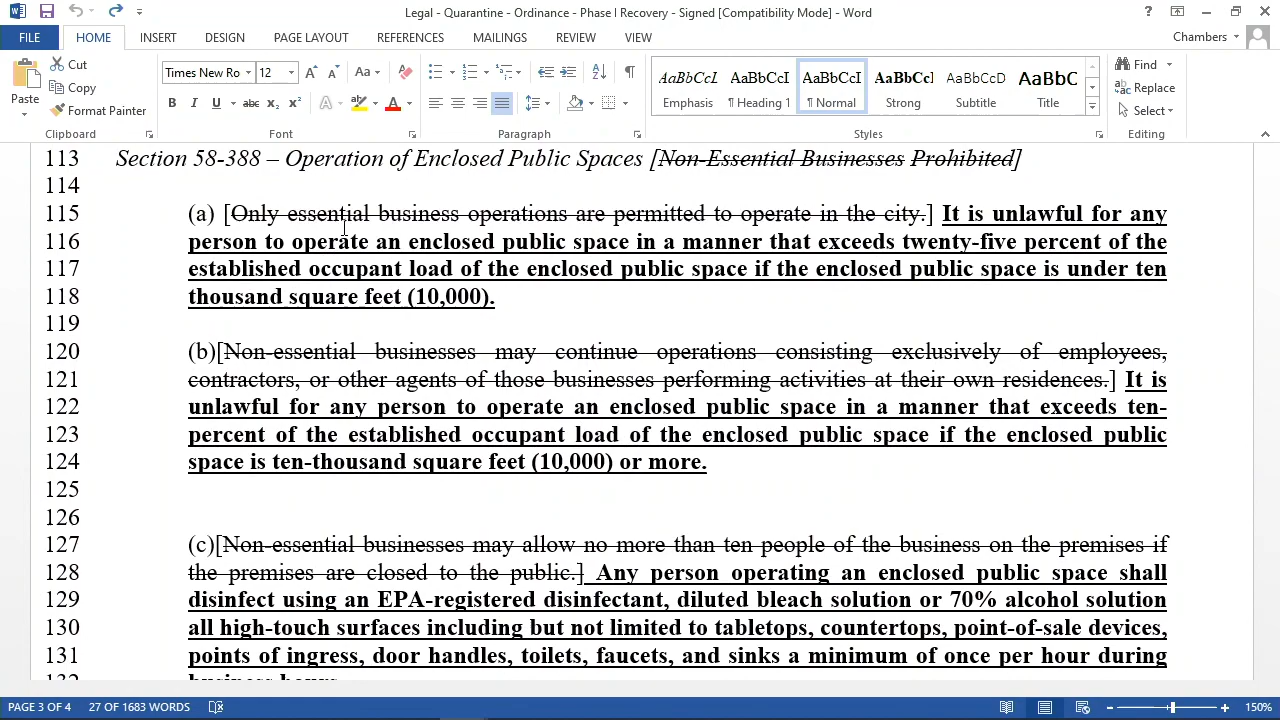 Legal - Quarantine - Ordinance - Phase I Recovery - Signed [Compatibility Mode] - Word
FILE HOME INSERT DESIGN PAGE LAYOUT REFERENCES MAILINGS REVIEW VIEW Chambers
Paste Cut
Copy
Format Painter
Clipboard
Times New Ro 12
Font
Paragraph
AaBbCcI AaBbCcI AaBbCcI AaBbCcI AaBbCcD AaBbC
Emphasis ¶ Heading 1 ¶ Normal Strong Subtitle Title
Styles
Find
Replace
Select
Editing
113 Section 58-388 – Operation of Enclosed Public Spaces [Non-Essential Businesses Prohibited]
114
115 (a) [Only essential business operations are permitted to operate in the city.] It is unlawful for any
116 person to operate an enclosed public space in a manner that exceeds twenty-five percent of the
117 established occupant load of the enclosed public space if the enclosed public space is under ten
118 thousand square feet (10,000).
119
120 (b)[Non-essential businesses may continue operations consisting exclusively of employees,
121 contractors, or other agents of those businesses performing activities at their own residences.] It is
122 unlawful for any person to operate an enclosed public space in a manner that exceeds ten-
123 percent of the established occupant load of the enclosed public space if the enclosed public
124 space is ten-thousand square feet (10,000) or more.
125
126
127 (c)[Non-essential businesses may allow no more than ten people of the business on the premises if
128 the premises are closed to the public.] Any person operating an enclosed public space shall
129 disinfect using an EPA-registered disinfectant, diluted bleach solution or 70% alcohol solution
130 all high-touch surfaces including but not limited to tabletops, countertops, point-of-sale devices,
131 points of ingress, door handles, toilets, faucets, and sinks a minimum of once per hour during
132 business hours.
PAGE 3 OF 4 27 OF 1683 WORDS 150%